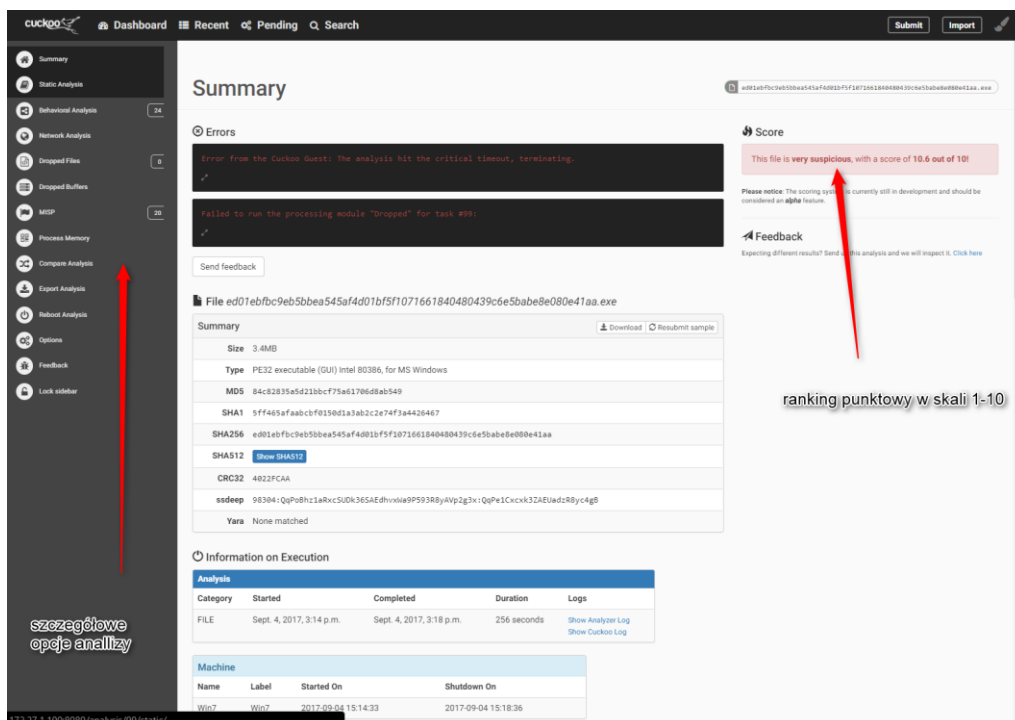 cuckoo Dashboard Recent Pending Search Submit Import
Summary
Static Analysis
Behavioral Analysis 24
Network Analysis
Dropped Files 0
Dropped Buffers
MISP 20
Process Memory
Compare Analysis
Export Analysis
Reboot Analysis
Options
Feedback
Lock sidebar
szczegółowe
opcje anallizy
Summary
ed01ebfbc9eb5bbea545af4d01bf5f1071661840480439c6e5babe8e080e41aa.exe
Errors
Error from the Cuckoo Guest: The analysis hit the critical timeout, terminating.
Failed to run the processing module "Dropped" for task #99:
Send feedback
Score
This file is very suspicious, with a score of 10.6 out of 10!
Please notice: The scoring system is currently still in development and should be
considered an alpha feature.
Feedback
Expecting different results? Send us this analysis and we will inspect it. Click here
ranking punktowy w skali 1-10
File ed01ebfbc9eb5bbea545af4d01bf5f1071661840480439c6e5babe8e080e41aa.exe
Summary Download Resubmit sample
Size 3.4MB
Type PE32 executable (GUI) Intel 80386, for MS Windows
MD5 84c82835a5d21bbcf75a61706d8ab549
SHA1 5ff465afaabcbf0150d1a3ab2c2e74f3a4426467
SHA256 ed01ebfbc9eb5bbea545af4d01bf5f1071661840480439c6e5babe8e080e41aa
SHA512 Show SHA512
CRC32 4022FCAA
ssdeep 98304:QqPoBhz1aRxcSUDk36SAEdhvxWa9P593R8yAVp2g3x:QqPe1Cxcxk3ZAEUadzR8yc4gB
Yara None matched
Information on Execution
Analysis
Category Started Completed Duration Logs
FILE Sept. 4, 2017, 3:14 p.m. Sept. 4, 2017, 3:18 p.m. 256 seconds Show Analyzer Log
Show Cuckoo Log
Machine
Name Label Started On Shutdown On
Win7 Win7 2017-09-04 15:14:33 2017-09-04 15:18:36